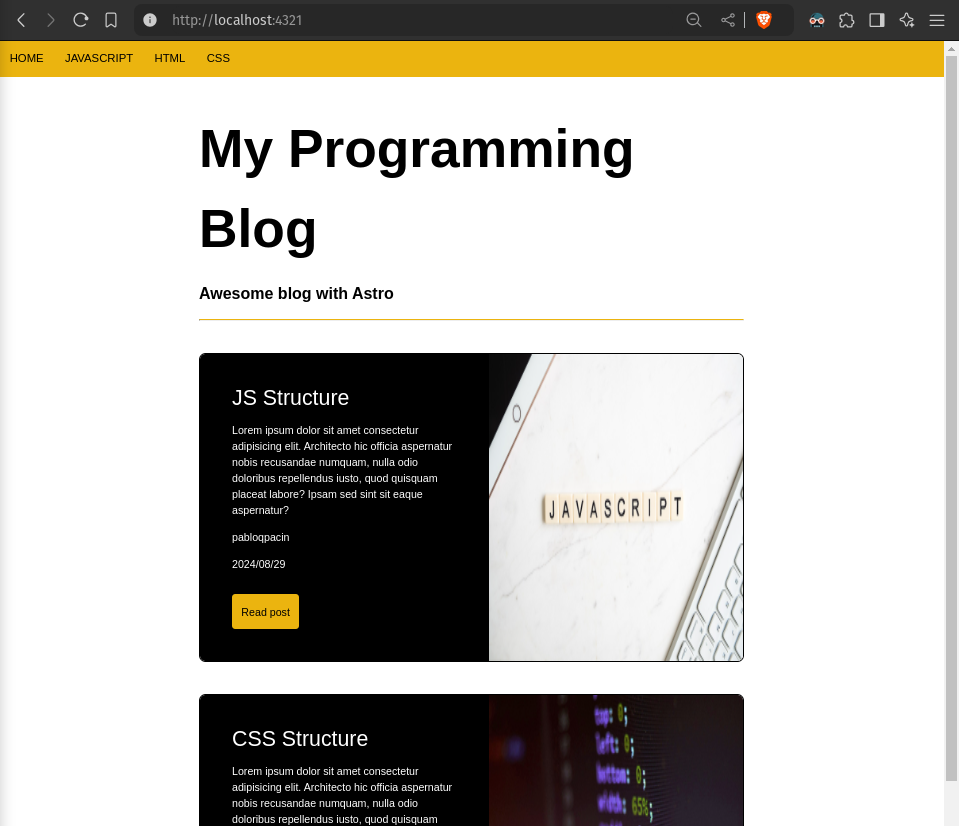 http://localhost:4321
HOME JAVASCRIPT HTML CSS
My Programming
Blog
Awesome blog with Astro
JS Structure
Lorem ipsum dolor sit amet consectetur
adipisicing elit. Architecto hic officia aspernatur
nobis recusandae numquam, nulla odio
doloribus repellendus iusto, quod quisquam
placeat labore? Ipsam sed sint sit eaque
aspernatur?
pabloqpacin
2024/08/29
Read post
JAVASCRIPT
CSS Structure
Lorem ipsum dolor sit amet consectetur
adipisicing elit. Architecto hic officia aspernatur
nobis recusandae numquam, nulla odio
doloribus repellendus iusto, quod quisquam
top: 0;
left: 0;
bottom: 0;
width: 65%;